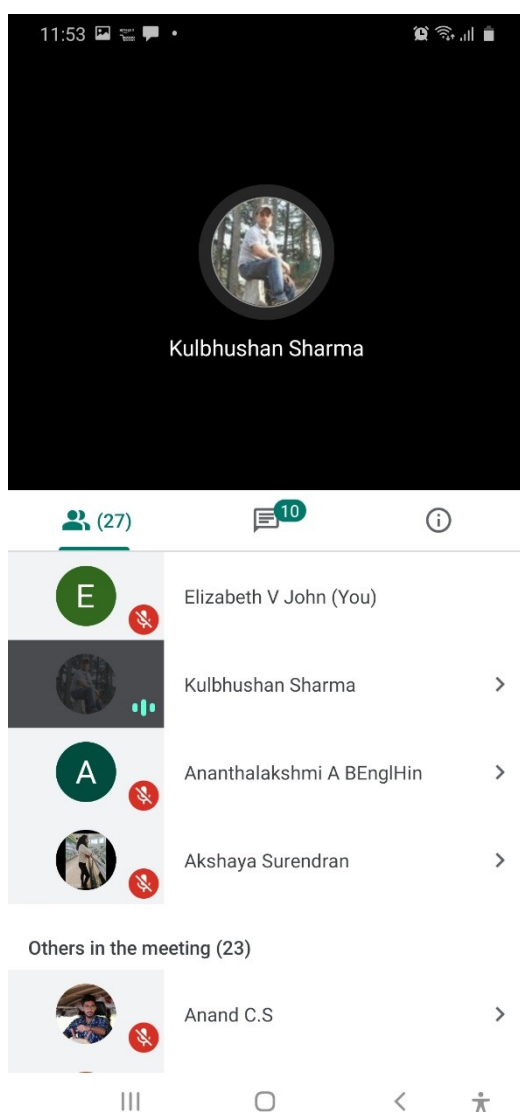 11:53
Kulbhushan Sharma
(27)
10
E
Elizabeth V John (You)
Kulbhushan Sharma
A
Ananthalakshmi A BEnglHin
Akshaya Surendran
Others in the meeting (23)
Anand C.S